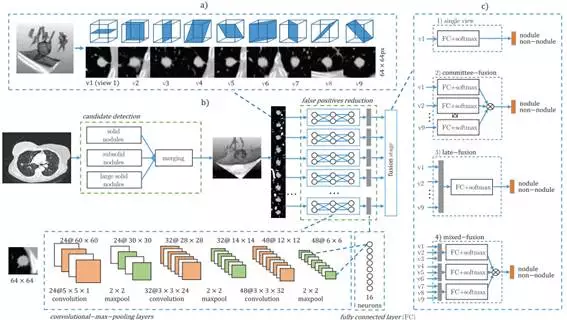 a)
v1 (view 1) v2 v3 v4 v5 v6 v7 v8 v9
64 × 64px
b)
candidate detection
solid
nodules
subsolid
nodules
large solid
nodules
merging
false positives reduction
fusion stage
24@ 60 × 60
24@ 30 × 30
32@ 28 × 28
32@ 14 × 14
48@ 12 × 12
48@ 6 × 6
64 × 64
24@5 × 5 × 1
convolution
2 × 2
maxpool
32@3 × 3 × 24
convolution
2 × 2
maxpool
48@3 × 3 × 32
convolution
2 × 2
maxpool
16
neurons
convolutional-max-pooling layers
fully connected layer (FC)
c)
1) single view
v1
FC+softmax
nodule
non-nodule
2) committee-fusion
v1
FC+softmax
v2
FC+softmax
v9
FC+softmax
nodule
non-nodule
3) late-fusion
v1
v2
v9
FC+softmax
nodule
non-nodule
4) mixed-fusion
v1
v2
v3
FC+softmax
v4
v5
v6
FC+softmax
v7
v8
v9
FC+softmax
nodule
non-nodule